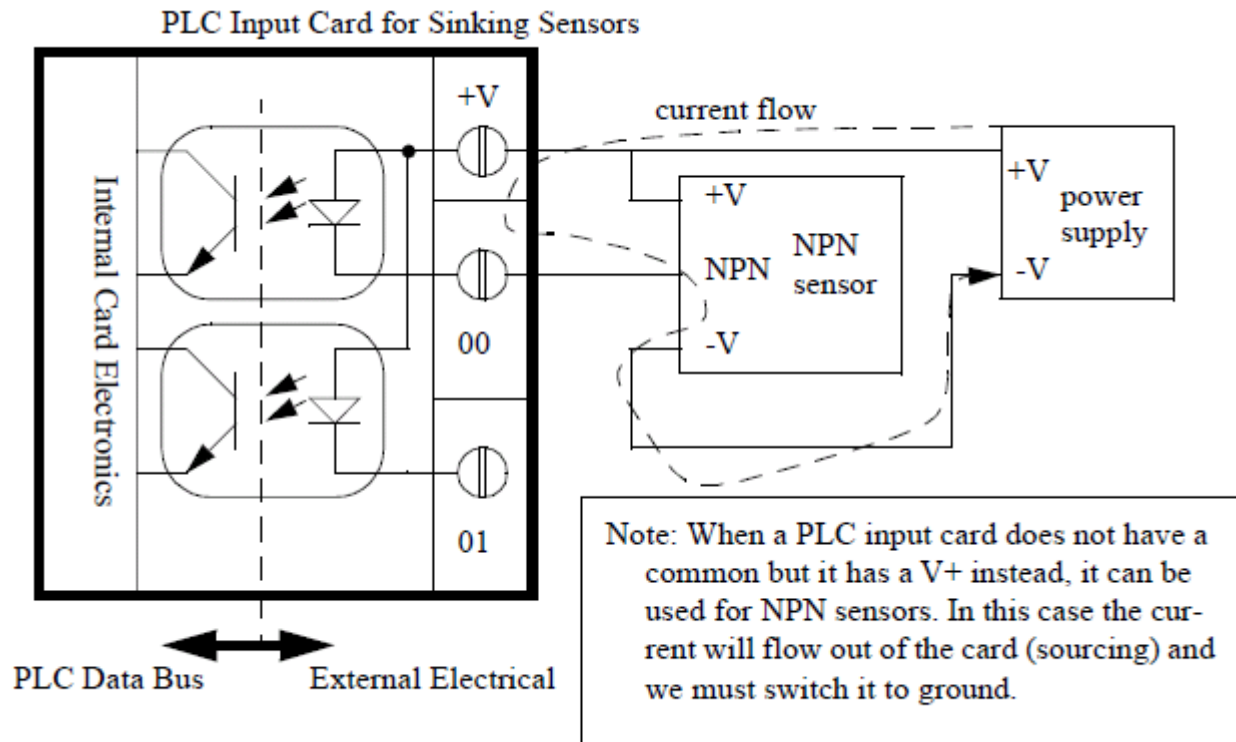 PLC Input Card for Sinking Sensors
+V
current flow
+V
+V
power
supply
Internal Card Electronics
NPN
NPN
sensor
-V
00
-V
01
Note: When a PLC input card does not have a
common but it has a V+ instead, it can be
used for NPN sensors. In this case the cur-
rent will flow out of the card (sourcing) and
we must switch it to ground.
PLC Data Bus
External Electrical